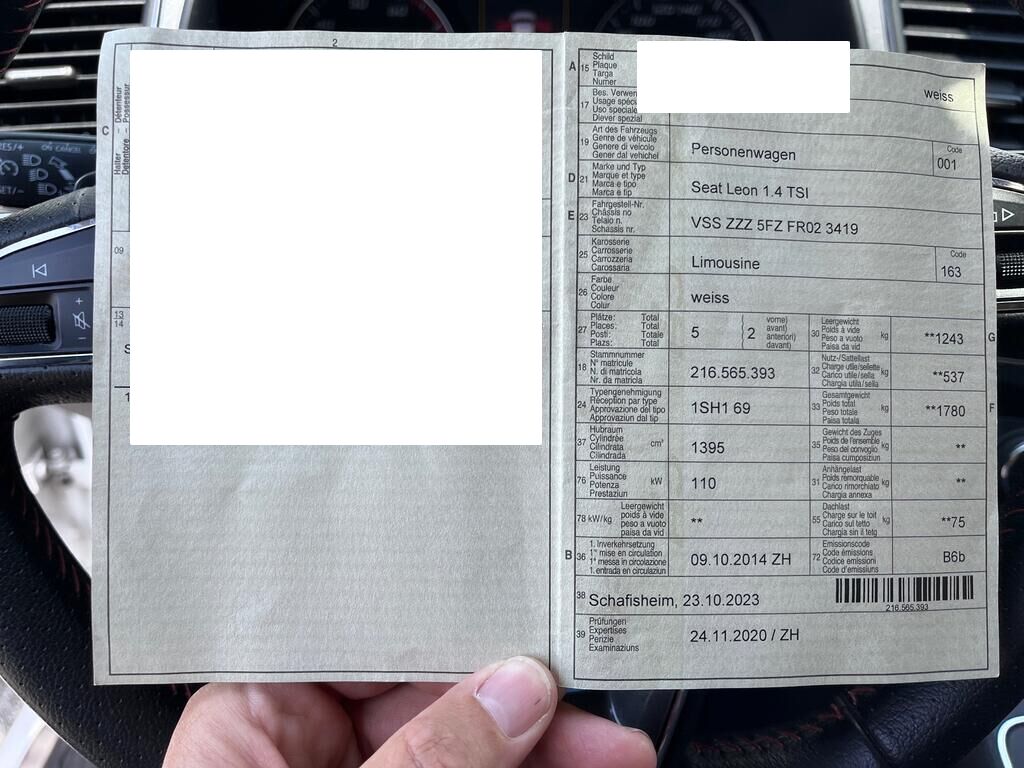 2
C
Halter - Détenteur
Detentore - Possessur
09
13
14
A 15 Schild
Plaque
Targa
Numer
weiss
17 Bes. Verwen
Usage spéci
Uso speciale
Diever spezial
19 Art des Fahrzeugs
Genre de véhicule
Genere di veicolo
Gener dal vehichel
Personenwagen
Code
001
D 21 Marke und Typ
Marque et type
Marca e tipo
Marca e tip
Seat Leon 1.4 TSI
E 23 Fahrgestell-Nr.
Châssis no
Telaio n.
Schassis nr.
VSS ZZZ 5FZ FR02 3419
25 Karosserie
Carrosserie
Carrozzeria
Carossaria
Limousine
Code
163
26 Farbe
Couleur
Colore
Colur
weiss
27 Plätze: Total
Places: Total
Posti: Totale
Plazs: Total
5 ( 2 vorne)
avant)
anteriori)
davant)
30 Leergewicht
Poids à vide
Peso a vuoto
Paisa da vid
kg
**1243
G
18 Stammnummer
N° matricule
N. di matricola
Nr. da matricla
216.565.393
32 Nutz-/Sattellast
Charge utile/sellette
Carico utile/sella
Chargia utila/sella
kg
**537
24 Typengenehmigung
Réception par type
Approvazione del tipo
Approvaziun dal tip
1SH1 69
33 Gesamtgewicht
Poids total
Peso totale
Paisa totala
kg
**1780
F
37 Hubraum
Cylindrée
Cilindrata
Cilindrada
cm³
1395
35 Gewicht des Zuges
Poids de l'ensemble
Peso del convoglio
Paisa cumposiziun
kg
**
76 Leistung
Puissance
Potenza
Prestaziun
kW
110
31 Anhängelast
Poids remorquable
Carico rimorchiato
Chargia annexa
kg
**
78 kW/kg Leergewicht
poids à vide
peso a vuoto
paisa da vid
**
55 Dachlast
Charge sur le toit
Carico sul tetto
Chargia sin il tetg
kg
**75
B 36 1. Inverkehrsetzung
1re mise en circulation
1a messa in circolazione
1. entrada en circulaziun
09.10.2014 ZH
72 Emissionscode
Code émissions
Codice emissioni
Code d'emissiuns
B6b
38 Schafisheim, 23.10.2023
216.565.393
39 Prüfungen
Expertises
Perizie
Examinaziuns
24.11.2020 / ZH